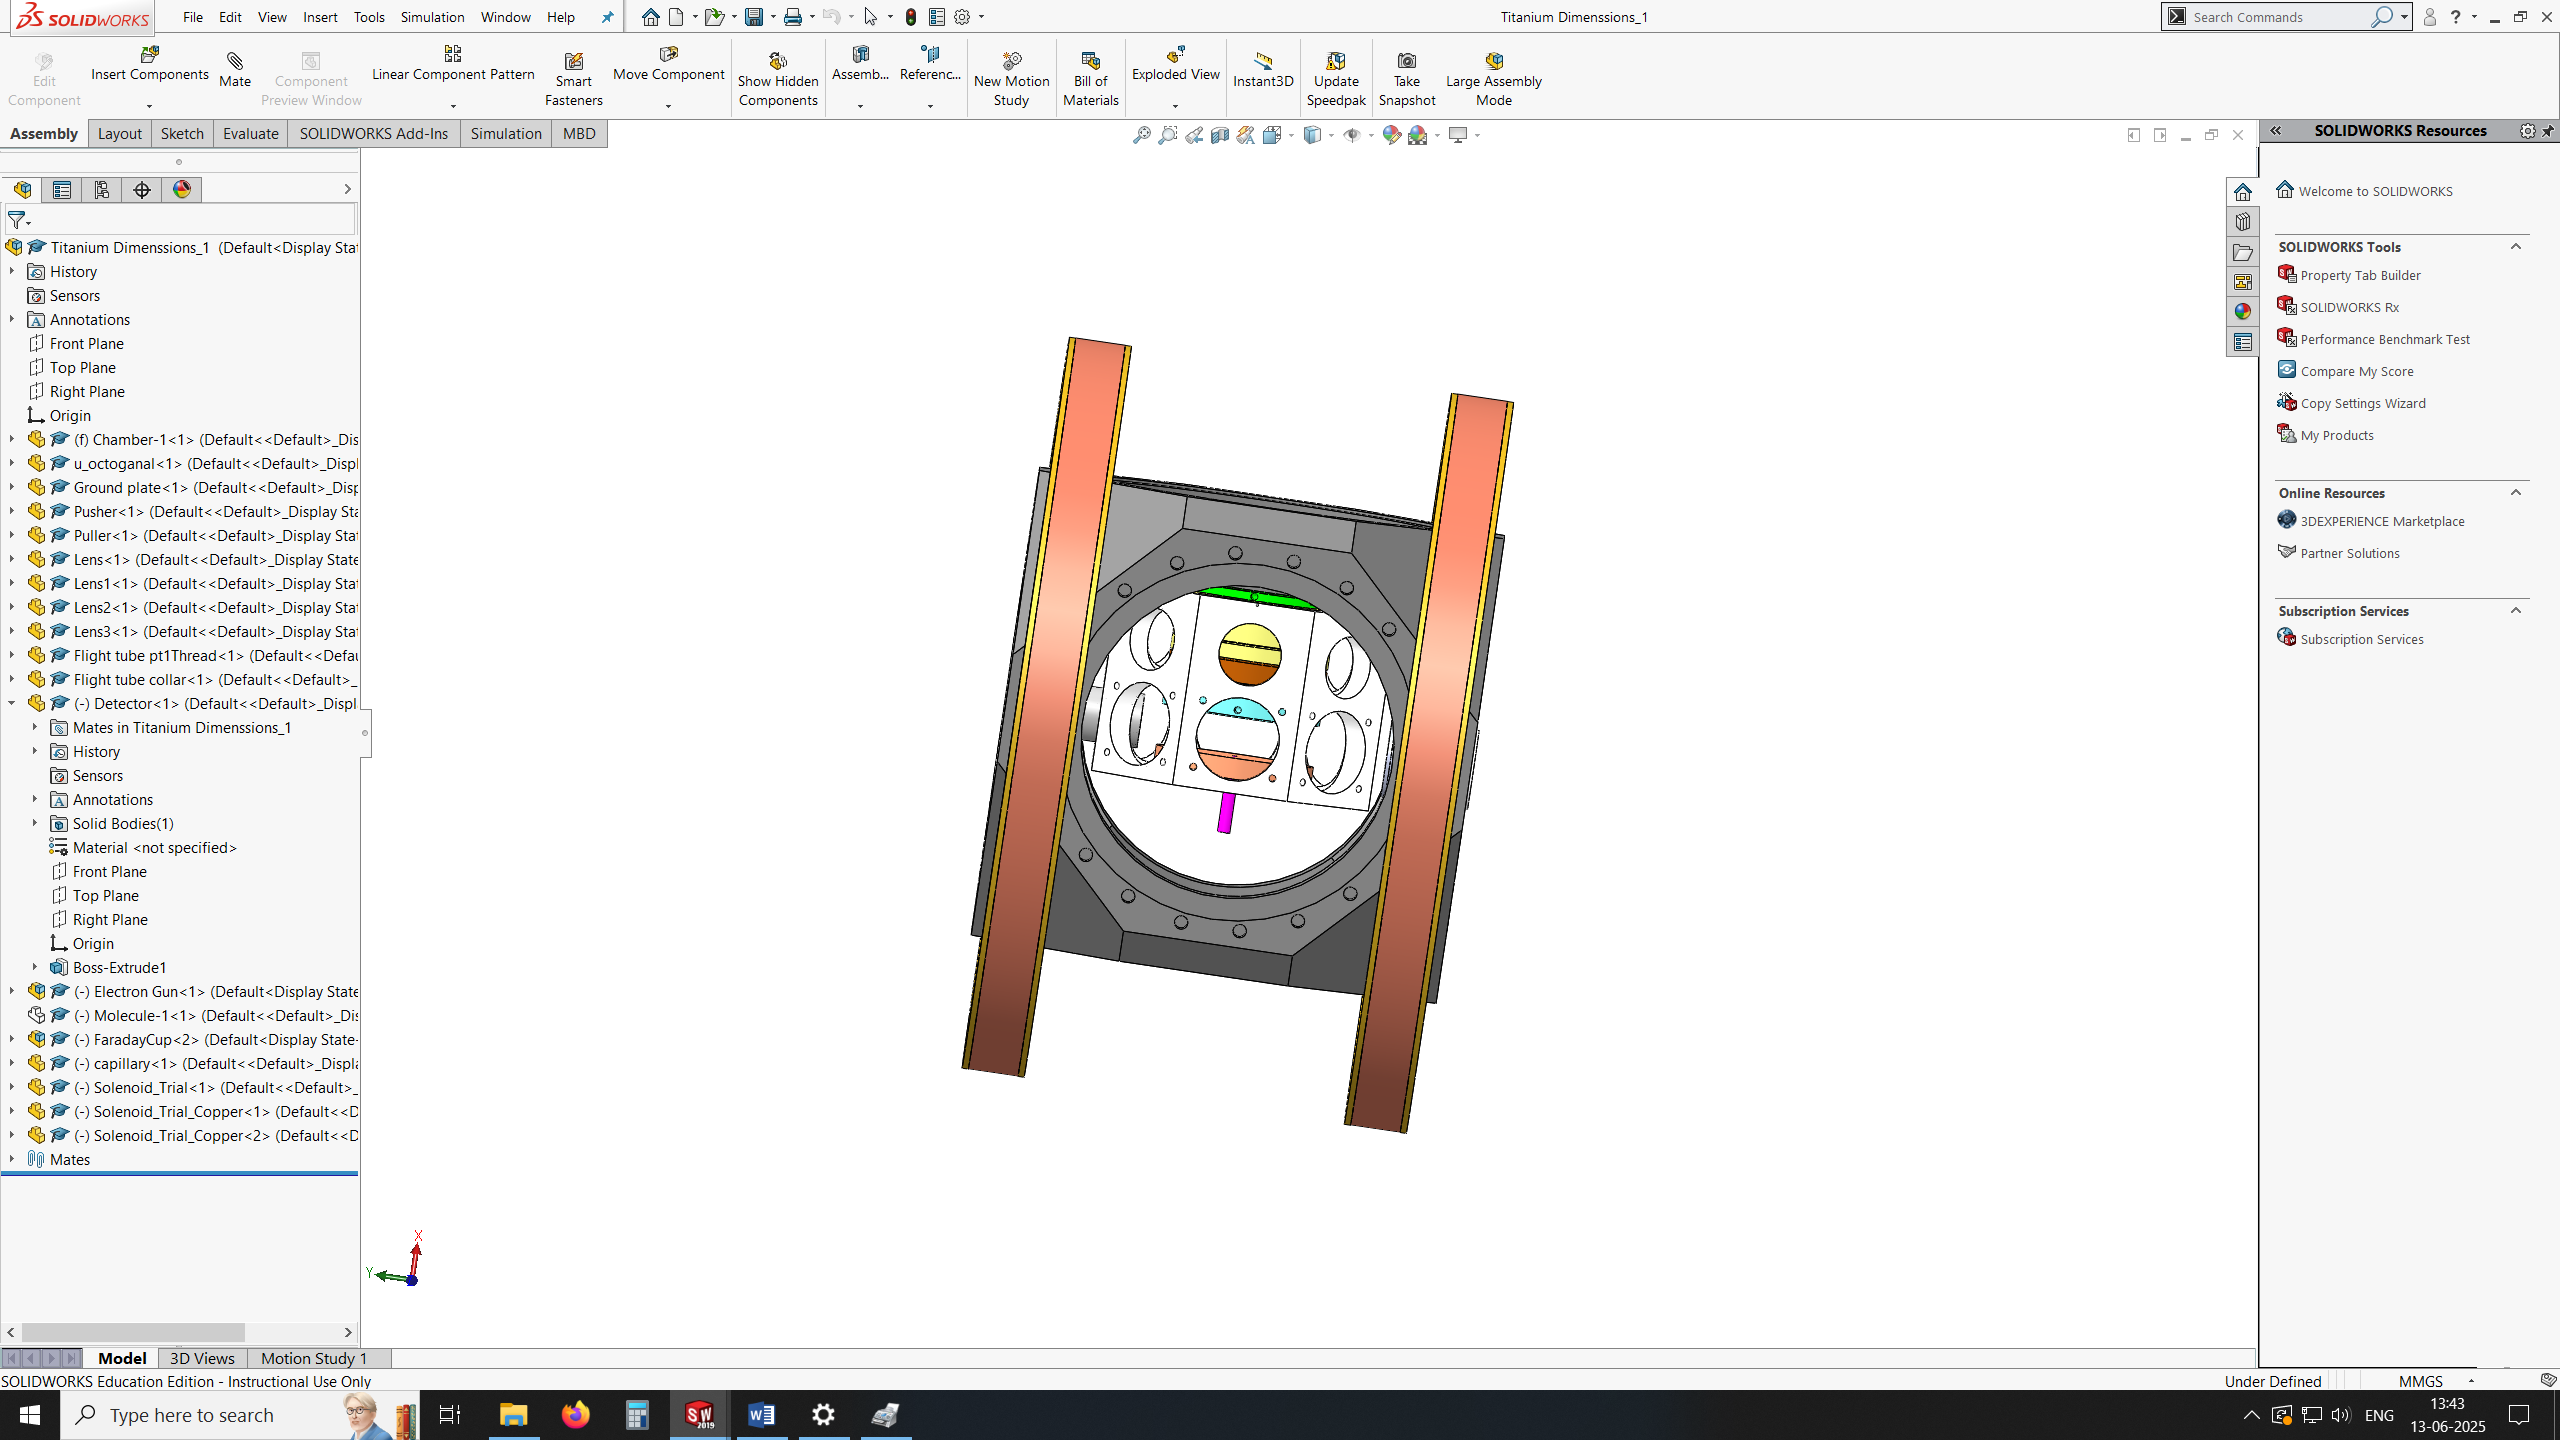 SOLIDWORKS File Edit View Insert Tools Simulation Window Help Titanium Dimenssions_1 Search Commands
Edit Component
Insert Components
Mate
Component Preview Window
Linear Component Pattern
Smart Fasteners
Move Component
Show Hidden Components
Assemb...
Referenc...
New Motion Study
Bill of Materials
Exploded View
Instant3D
Update Speedpak
Take Snapshot
Large Assembly Mode
Assembly Layout Sketch Evaluate SOLIDWORKS Add-Ins Simulation MBD
Titanium Dimenssions_1 (Default<Display Sta
History
Sensors
Annotations
Front Plane
Top Plane
Right Plane
Origin
(f) Chamber-1<1> (Default<<Default>_Dis
u_octoganal<1> (Default<<Default>_Displ
Ground plate<1> (Default<<Default>_Disp
Pusher<1> (Default<<Default>_Display Sta
Puller<1> (Default<<Default>_Display Stat
Lens<1> (Default<<Default>_Display State
Lens1<1> (Default<<Default>_Display Stat
Lens2<1> (Default<<Default>_Display Stat
Lens3<1> (Default<<Default>_Display Stat
Flight tube pt1Thread<1> (Default<<Defau
Flight tube collar<1> (Default<<Default>_
(-) Detector<1> (Default<<Default>_Displ
Mates in Titanium Dimenssions_1
History
Sensors
Annotations
Solid Bodies(1)
Material <not specified>
Front Plane
Top Plane
Right Plane
Origin
Boss-Extrude1
(-) Electron Gun<1> (Default<Display State
(-) Molecule-1<1> (Default<<Default>_Dis
(-) FaradayCup<2> (Default<Display State-
(-) capillary<1> (Default<<Default>_Displa
(-) Solenoid_Trial<1> (Default<<Default>_
(-) Solenoid_Trial_Copper<1> (Default<<D
(-) Solenoid_Trial_Copper<2> (Default<<D
Mates
X
Y
SOLIDWORKS Resources
Welcome to SOLIDWORKS
SOLIDWORKS Tools
Property Tab Builder
SOLIDWORKS Rx
Performance Benchmark Test
Compare My Score
Copy Settings Wizard
My Products
Online Resources
3DEXPERIENCE Marketplace
Partner Solutions
Subscription Services
Subscription Services
Model 3D Views Motion Study 1
SOLIDWORKS Education Edition - Instructional Use Only Under Defined MMGS
Type here to search
SW 2019
ENG
13:43
13-06-2025